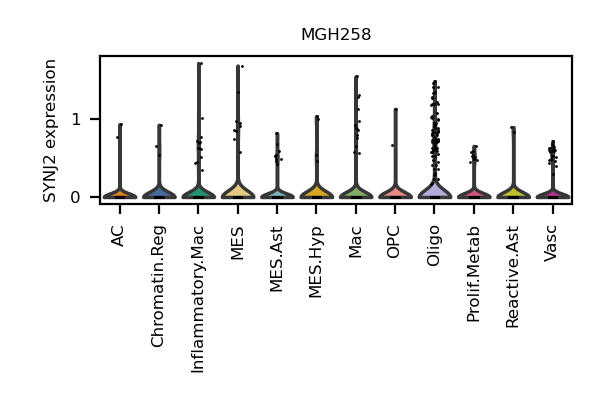 MGH258
SYNJ2 expression
1
0
AC
Chromatin.Reg
Inflammatory.Mac
MES
MES.Ast
MES.Hyp
Mac
OPC
Oligo
Prolif.Metab
Reactive.Ast
Vasc